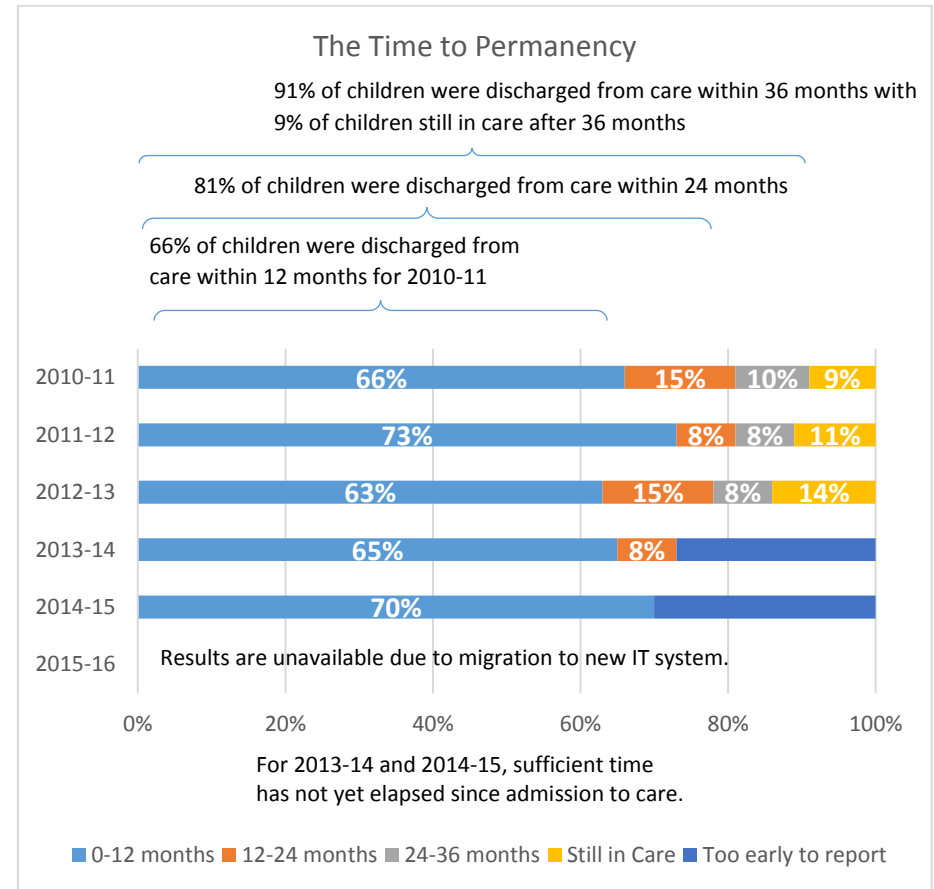 The Time to Permanency
91% of children were discharged from care within 36 months with
9% of children still in care after 36 months
81% of children were discharged from care within 24 months
66% of children were discharged from
care within 12 months for 2010-11
2010-11 66% 15% 10% 9%
2011-12 73% 8% 8% 11%
2012-13 63% 15% 8% 14%
2013-14 65% 8%
2014-15 70%
2015-16 Results are unavailable due to migration to new IT system.
0% 20% 40% 60% 80% 100%
For 2013-14 and 2014-15, sufficient time
has not yet elapsed since admission to care.
0-12 months 12-24 months 24-36 months Still in Care Too early to report